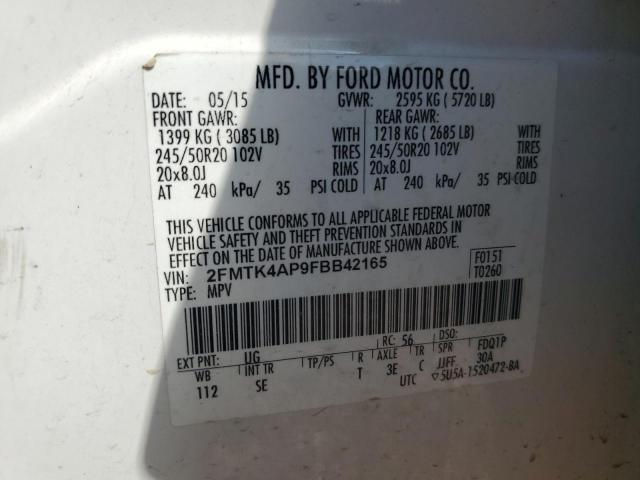 MFD. BY FORD MOTOR CO.
DATE: 05/15 GVWR: 2595 KG ( 5720 LB)
FRONT GAWR: REAR GAWR:
1399 KG ( 3085 LB) WITH 1218 KG ( 2685 LB) WITH
245/50R20 102V TIRES 245/50R20 102V TIRES
20x8.0J RIMS 20x8.0J RIMS
AT 240 kPa/ 35 PSI COLD AT 240 kPa/ 35 PSI COLD
THIS VEHICLE CONFORMS TO ALL APPLICABLE FEDERAL MOTOR
VEHICLE SAFETY AND THEFT PREVENTION STANDARDS IN
EFFECT ON THE DATE OF MANUFACTURE SHOWN ABOVE.
VIN: 2FMTK4AP9FBB42165 F0151
TYPE: MPV T0260
RC: 56 DSO:
EXT PNT: UG FDQ1P
WB INT TR TP/PS R AXLE TR SPR
112 SE T 3E C JJFF 30A
UTC ▽5U5A-1520472-BA